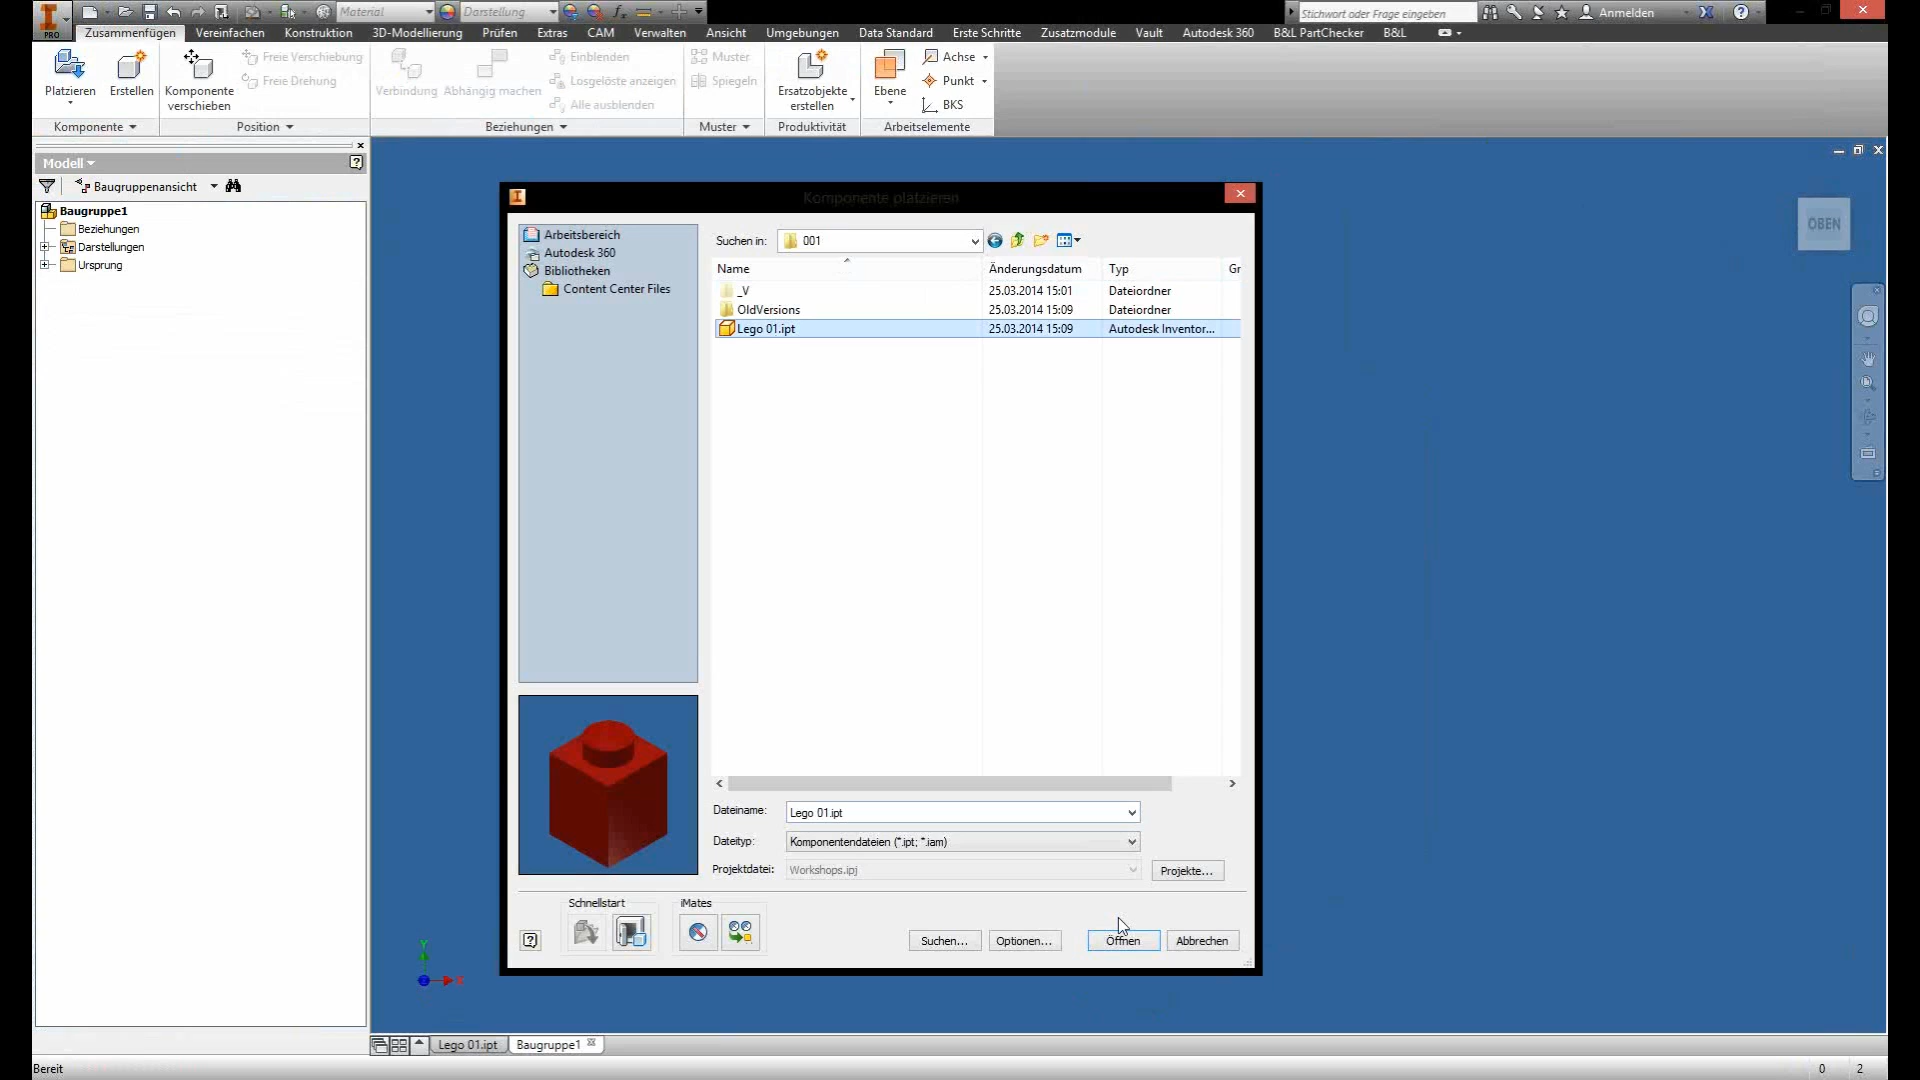 PRO
Material
Darstellung
Stichwort oder Frage eingeben
Anmelden
Zusammenfügen Vereinfachen Konstruktion 3D-Modellierung Prüfen Extras CAM Verwalten Ansicht Umgebungen Data Standard Erste Schritte Zusatzmodule Vault Autodesk 360 B&L PartChecker B&L
Platzieren
Erstellen
Komponente
verschieben
Freie Verschiebung
Freie Drehung
Verbindung
Abhängig machen
Einblenden
Losgelöste anzeigen
Alle ausblenden
Muster
Spiegeln
Ersatzobjekte
erstellen
Ebene
Achse
Punkt
BKS
Komponente Position Beziehungen Muster Produktivität Arbeitselemente
Modell
Baugruppenansicht
Baugruppe1
Beziehungen
Darstellungen
Ursprung
OBEN
Komponente platzieren
Arbeitsbereich
Autodesk 360
Bibliotheken
Content Center Files
Suchen in: 001
Name Änderungsdatum Typ Gr
_V 25.03.2014 15:01 Dateiordner
OldVersions 25.03.2014 15:09 Dateiordner
Lego 01.ipt 25.03.2014 15:09 Autodesk Inventor...
Dateiname: Lego 01.ipt
Dateityp: Komponentendateien (*.ipt; *.iam)
Projektdatei: Workshops.ipj Projekte...
Schnellstart iMates
Suchen... Optionen... Öffnen Abbrechen
Y
X
Lego 01.ipt Baugruppe1
Bereit 0 2